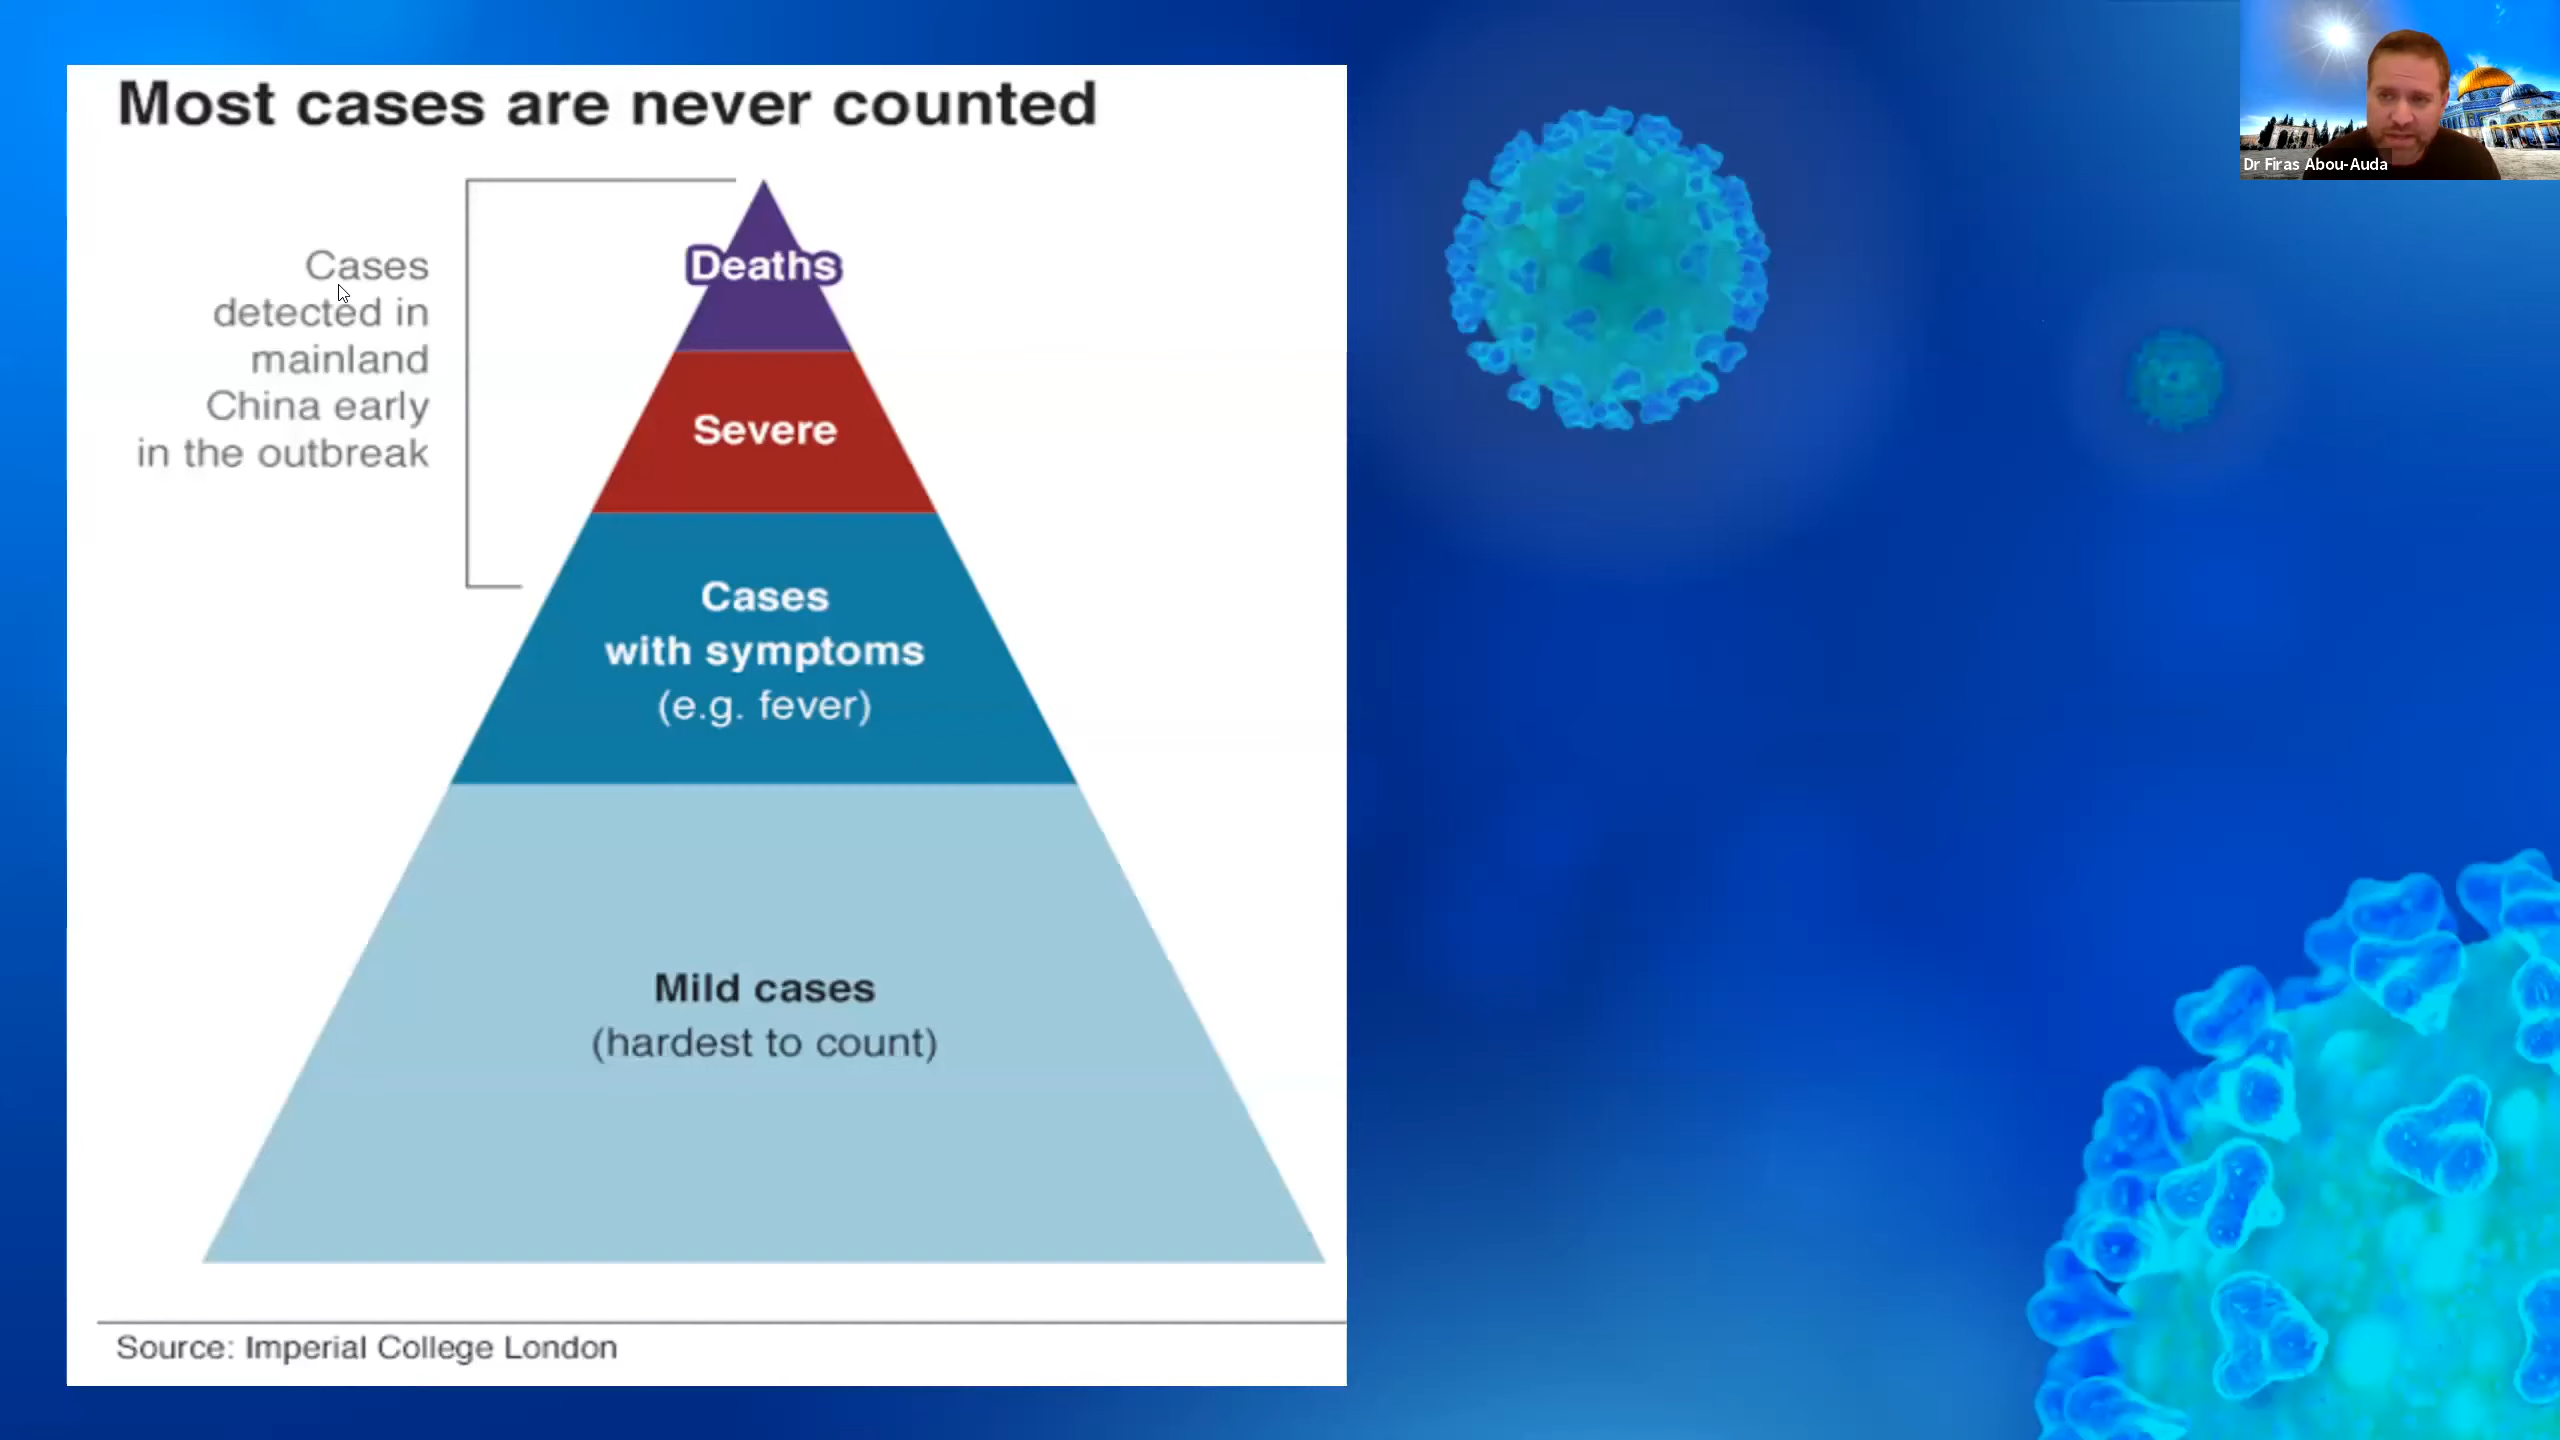 Most cases are never counted
Cases
detected in
mainland
China early
in the outbreak
Deaths
Severe
Cases
with symptoms
(e.g. fever)
Mild cases
(hardest to count)
Source: Imperial College London
Dr Firas Abou-Auda